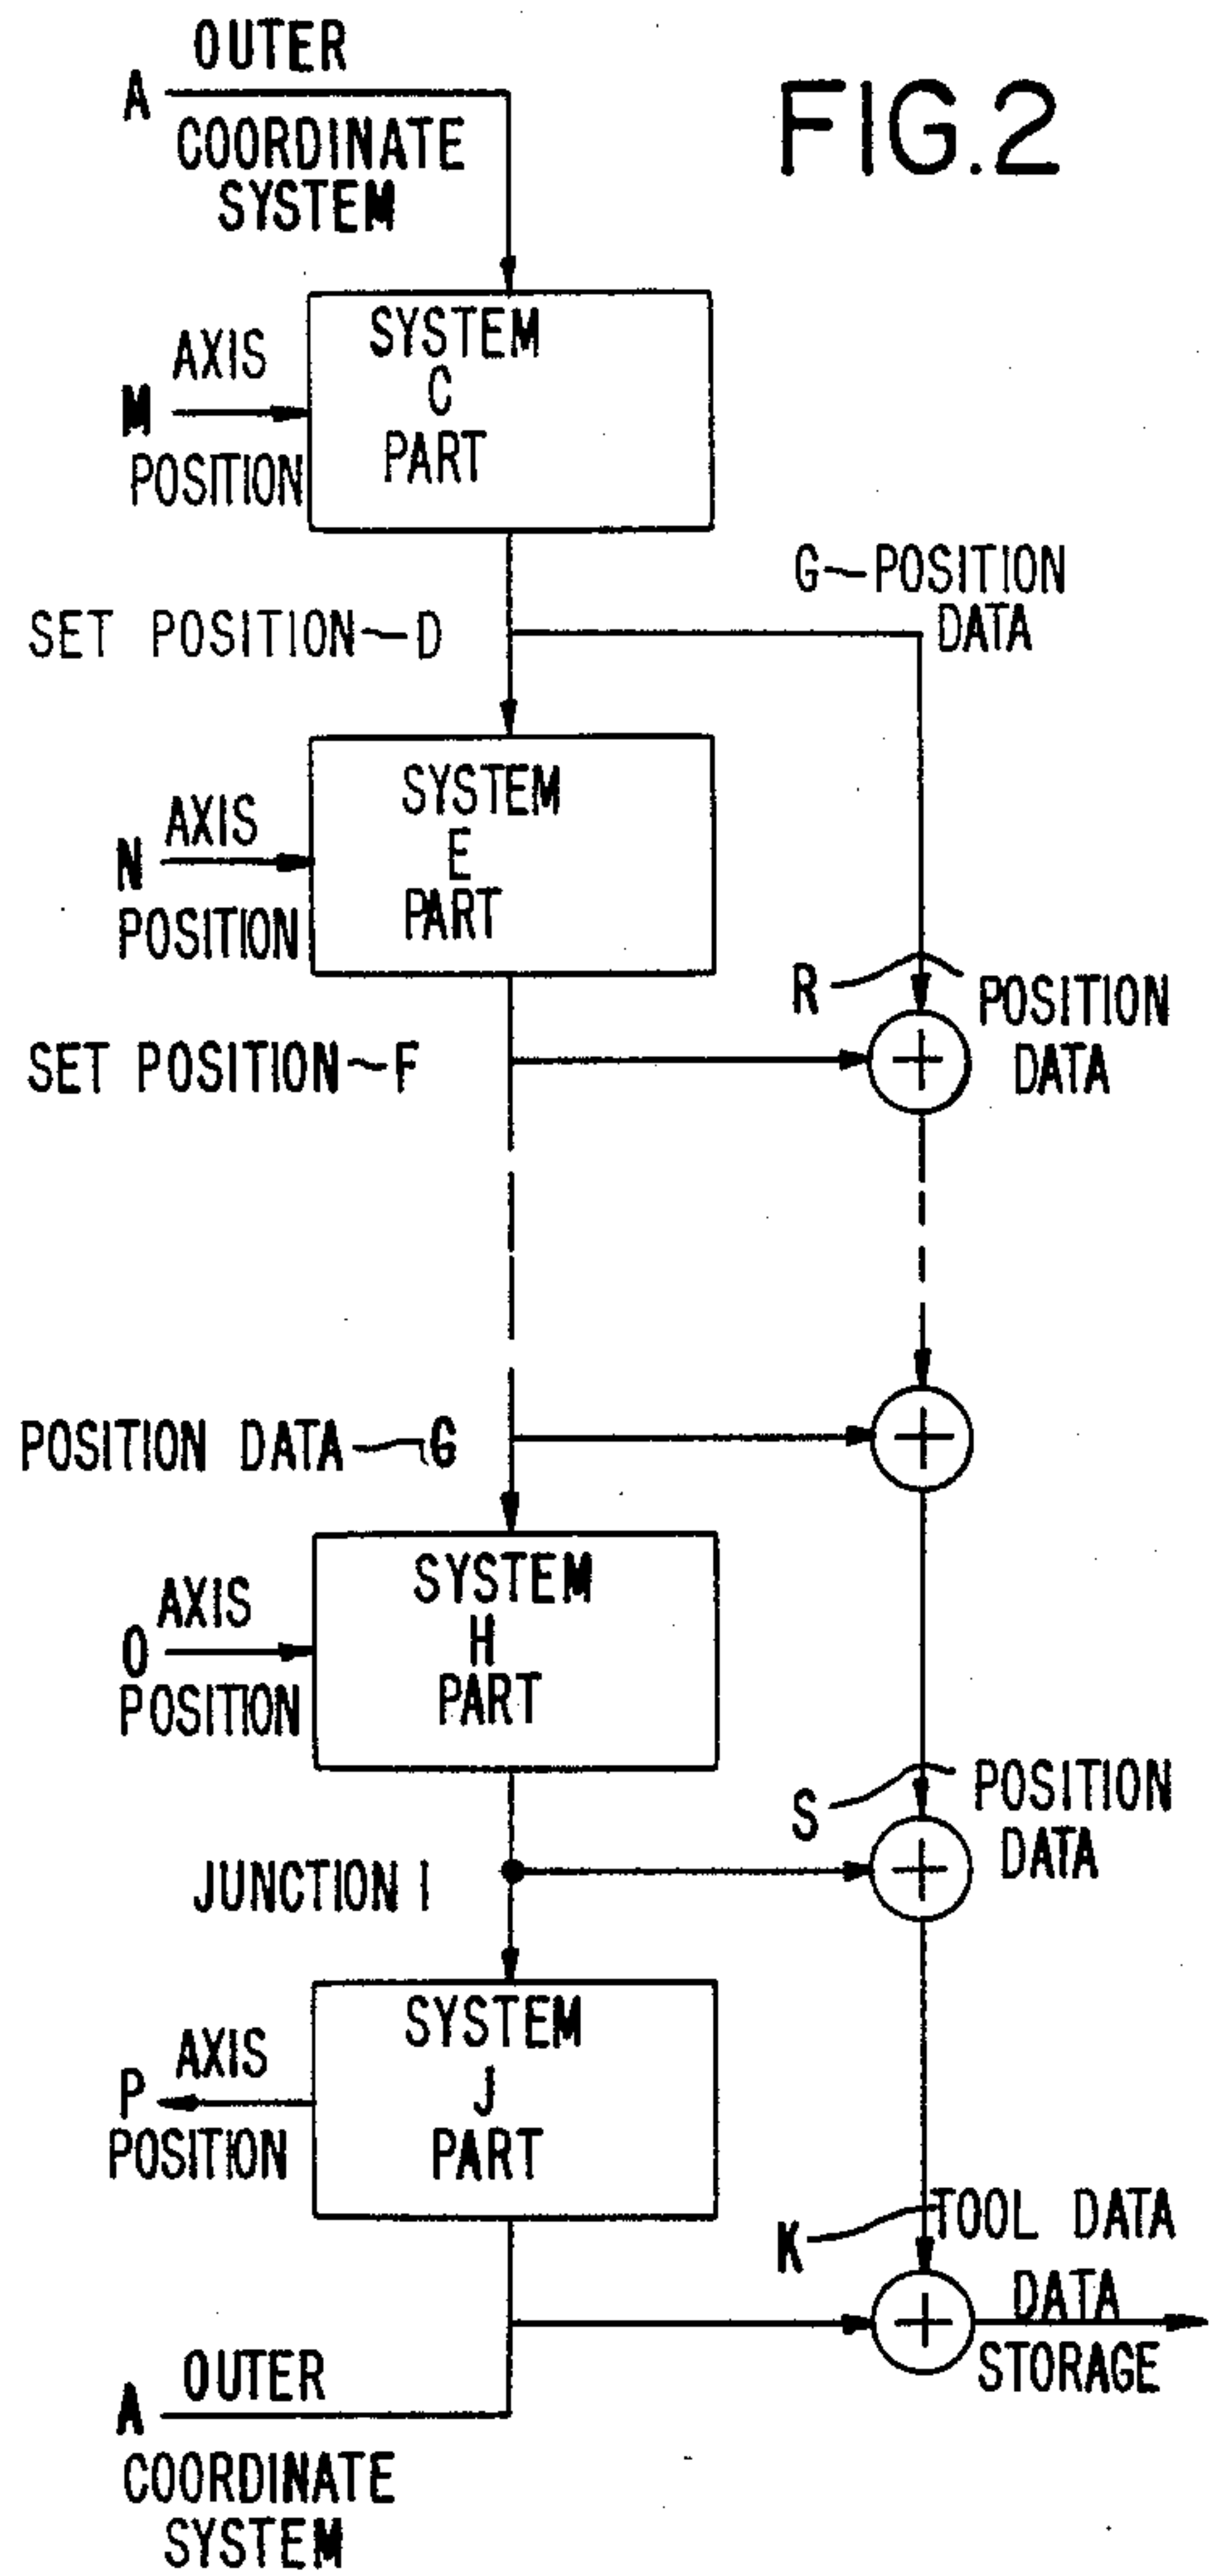 OUTER
A
COORDINATE
SYSTEM
FIG.2
SYSTEM
C
PART
AXIS
M
POSITION
G—POSITION
DATA
SET POSITION—D
SYSTEM
E
PART
AXIS
N
POSITION
R
POSITION
DATA
SET POSITION—F
+
POSITION DATA—G
+
SYSTEM
H
PART
AXIS
O
POSITION
S
POSITION
DATA
JUNCTION I
+
SYSTEM
J
PART
AXIS
P
POSITION
K
TOOL DATA
DATA
+
STORAGE
OUTER
A
COORDINATE
SYSTEM